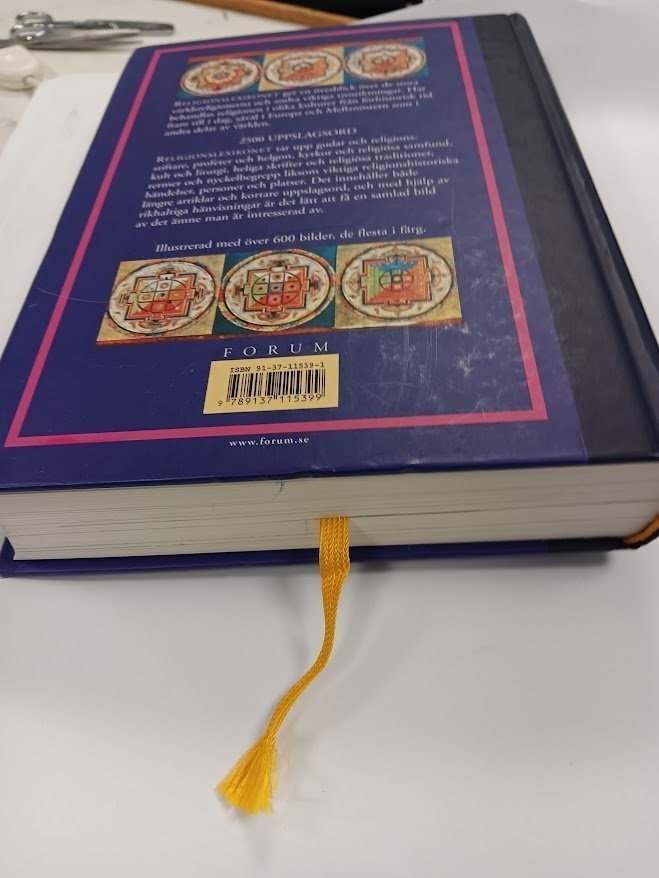 RELIGIONSLEXIKONET ger en överblick över de stora
världsreligionerna och andra viktiga trosriktningar. Här
behandlas religionen i olika kulturer från förhistorisk tid
fram till i dag, såväl i Europa och Mellanöstern som i
andra delar av världen.
2500 UPPSLAGSORD
RELIGIONSLEXIKONET tar upp gudar och religions-
stiftare, profeter och helgon, kyrkor och religiösa samfund,
kult och liturgi, heliga skrifter och religiösa traditioner,
termer och nyckelbegrepp liksom viktiga religionshistoriska
händelser, personer och platser. Det innehåller både
längre artiklar och kortare uppslagsord, och med hjälp av
rikhaltiga hänvisningar är det lätt att få en samlad bild
av det ämne man är intresserad av.
Illustrerad med över 600 bilder, de flesta i färg.
FORUM
ISBN 91-37-11539-1
9 789137 115399
www.forum.se